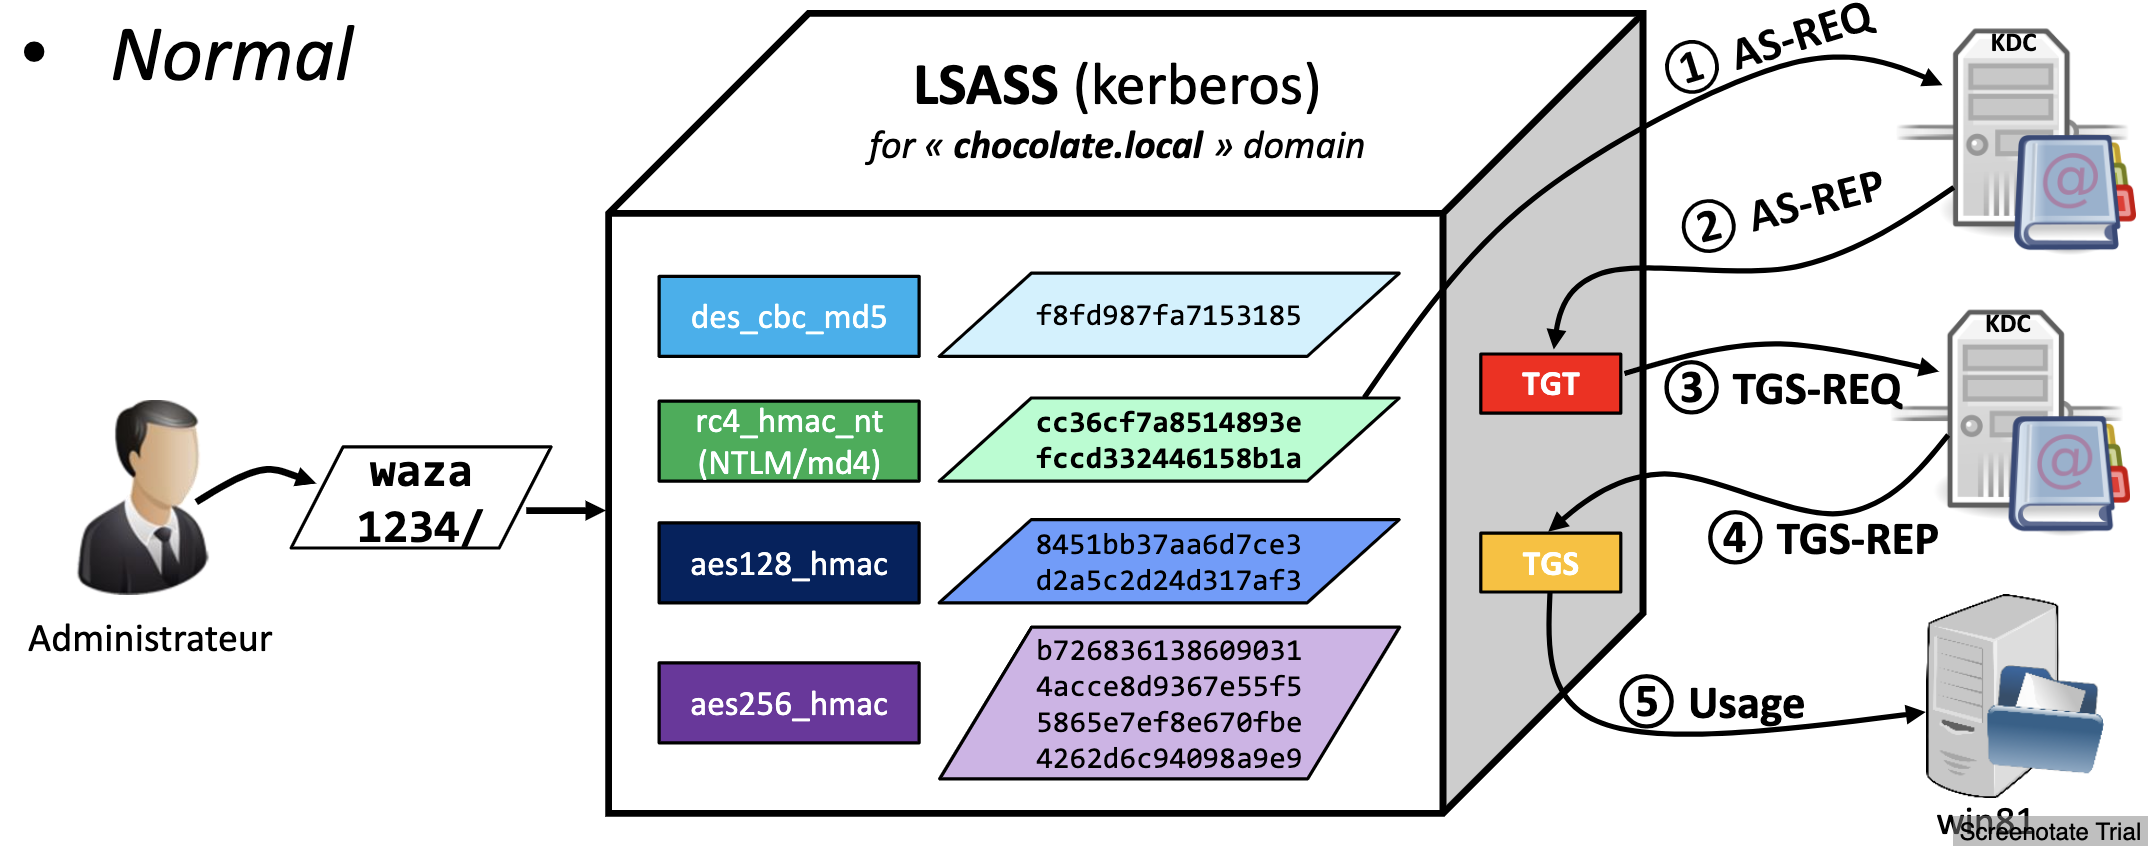 • Normal
LSASS (kerberos)
for « chocolate.local » domain
① AS-REQ
KDC
② AS-REP
des_cbc_md5
f8fd987fa7153185
KDC
TGT
③ TGS-REQ
rc4_hmac_nt
(NTLM/md4)
cc36cf7a8514893e
fccd332446158b1a
waza
1234/
④ TGS-REP
TGS
aes128_hmac
8451bb37aa6d7ce3
d2a5c2d24d317af3
Administrateur
aes256_hmac
b726836138609031
4acce8d9367e55f5
5865e7ef8e670fbe
4262d6c94098a9e9
⑤ Usage
win81
Screenotate Trial